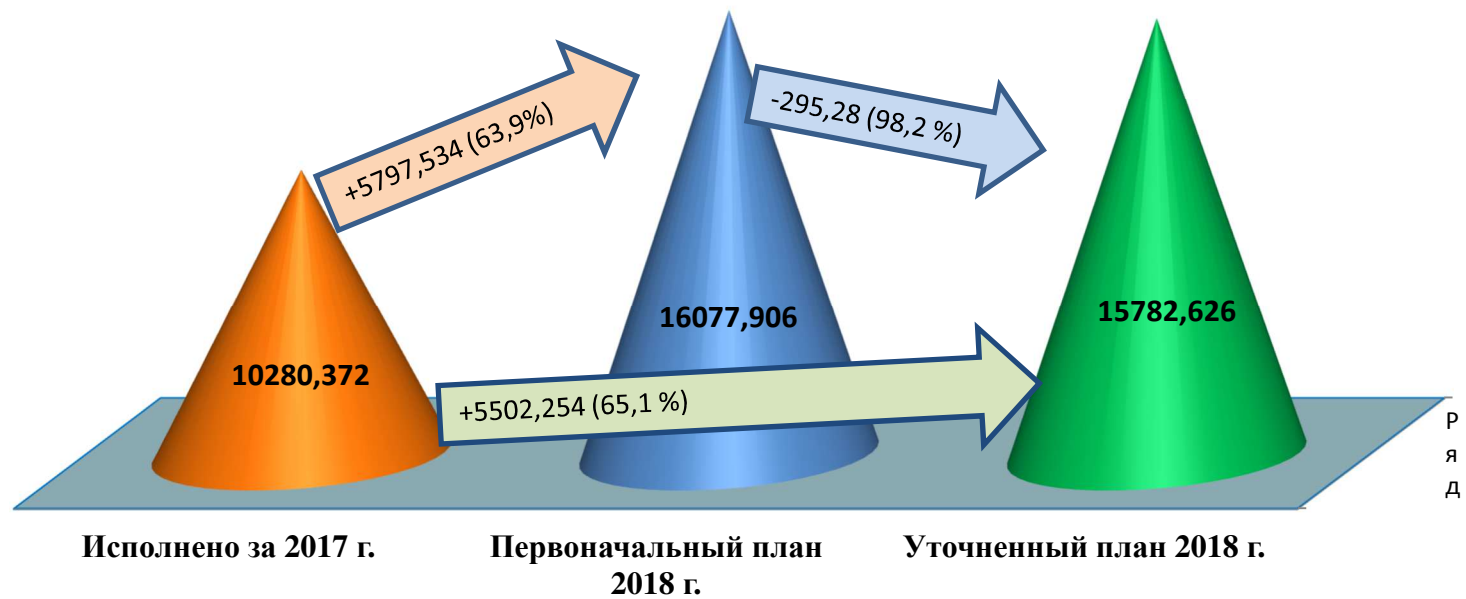 +5797,534 (63,9%)
-295,28 (98,2 %)
10280,372
16077,906
15782,626
+5502,254 (65,1 %)
Р
я
д
Исполнено за 2017 г.
Первоначальный план
2018 г.
Уточненный план 2018 г.